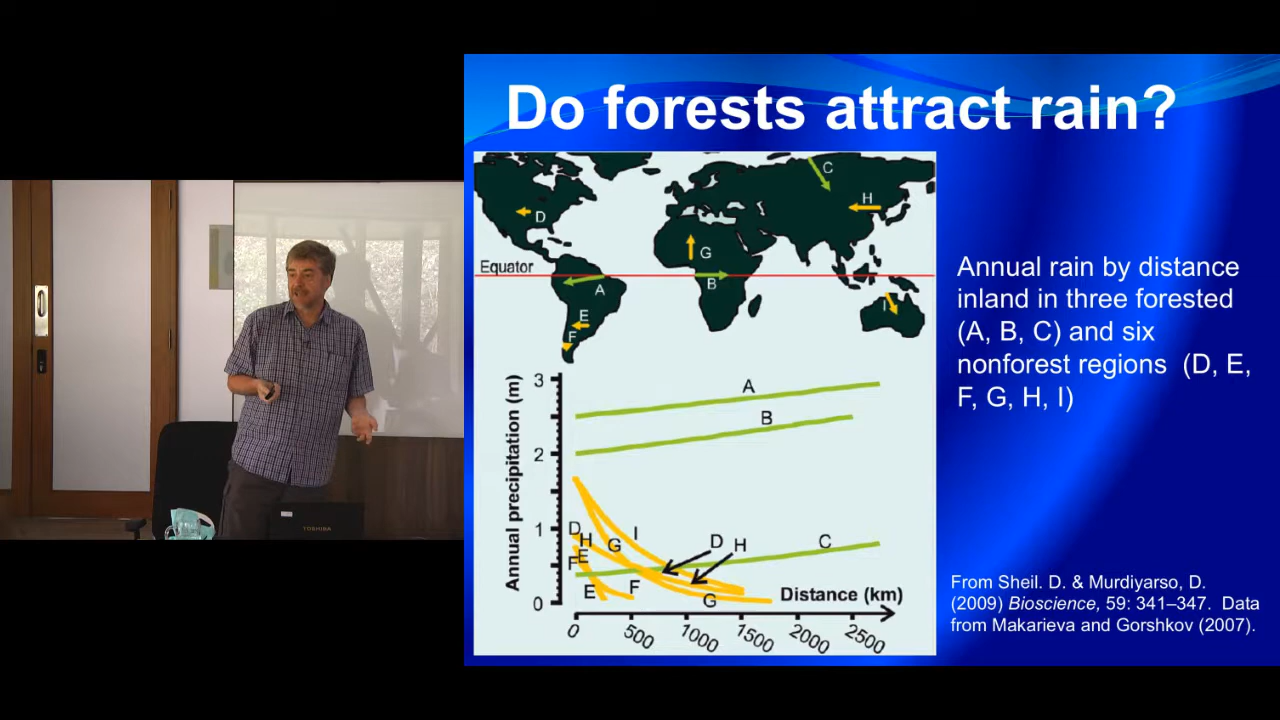 Do forests attract rain?
C
H
D
G
Equator
B
A
I
E
F
Annual rain by distance
inland in three forested
(A, B, C) and six
nonforest regions (D, E,
F, G, H, I)
Annual precipitation (m)
3
2
1
0
A
B
D
H
G
I
D
H
C
F
E
E
F
G
Distance (km)
0
500
1000
1500
2000
2500
From Sheil. D. & Murdiyarso, D.
(2009) Bioscience, 59: 341–347. Data
from Makarieva and Gorshkov (2007).
TOSHIBA